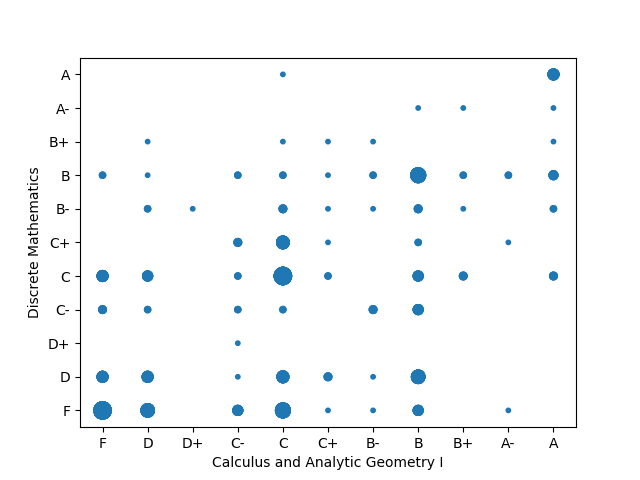 A
A-
B+
B
B-
C+
C
C-
D+
D
F
Discrete Mathematics
F D D+ C- C C+ B- B B+ A- A
Calculus and Analytic Geometry I